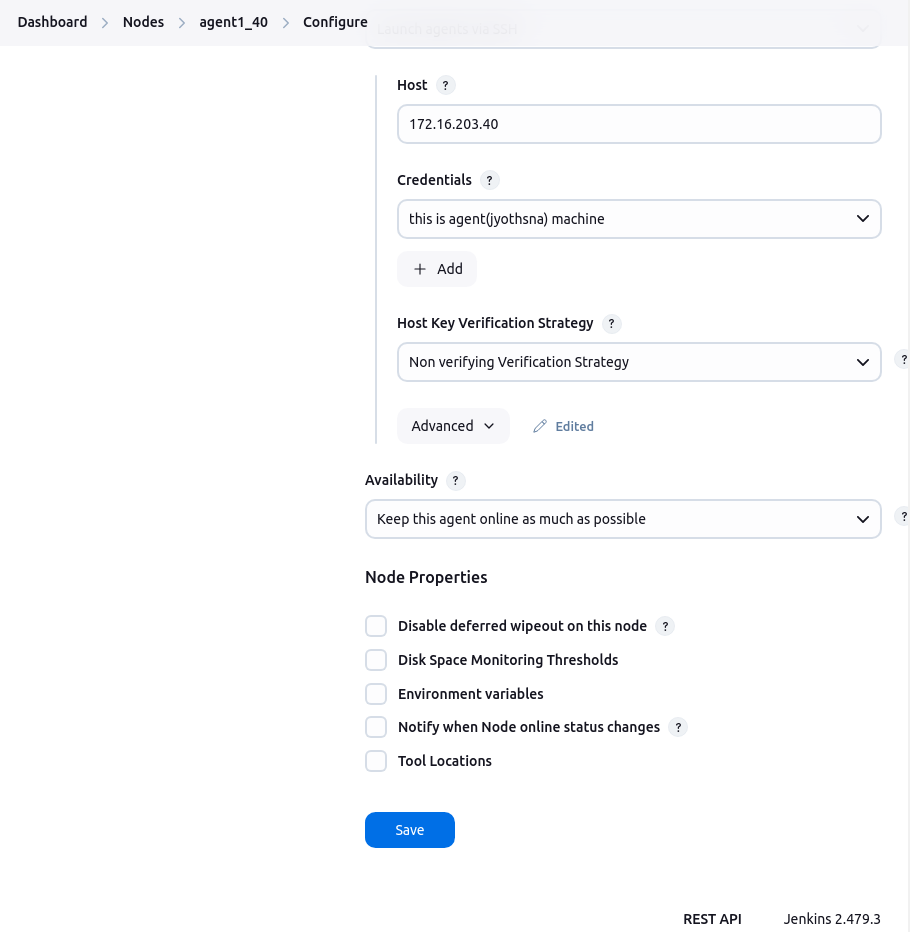 Dashboard > Nodes > agent1_40 > Configure
Launch agents via SSH
Host ?
172.16.203.40
Credentials ?
this is agent(jyothsna) machine
+ Add
Host Key Verification Strategy ?
Non verifying Verification Strategy
?
Advanced
Edited
Availability ?
Keep this agent online as much as possible
?
Node Properties
Disable deferred wipeout on this node ?
Disk Space Monitoring Thresholds
Environment variables
Notify when Node online status changes ?
Tool Locations
Save
REST API
Jenkins 2.479.3